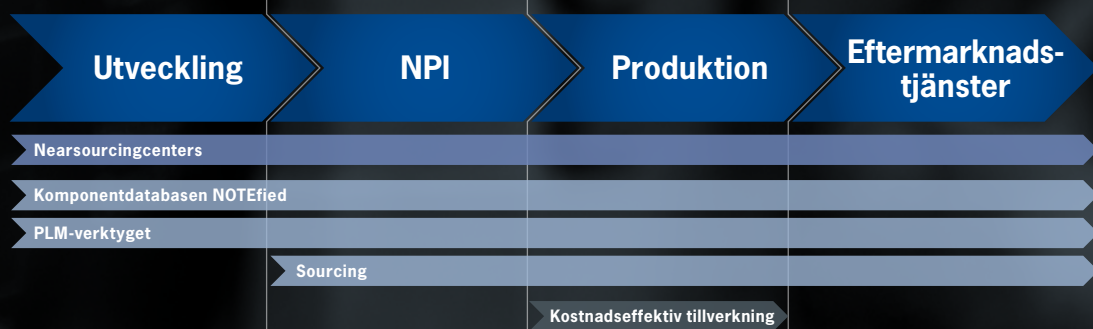 Utveckling
NPI
Produktion
Eftermarknads-
tjänster
Nearsourcingcenters
Komponentdatabasen NOTEfied
PLM-verktyget
Sourcing
Kostnadseffektiv tillverkning